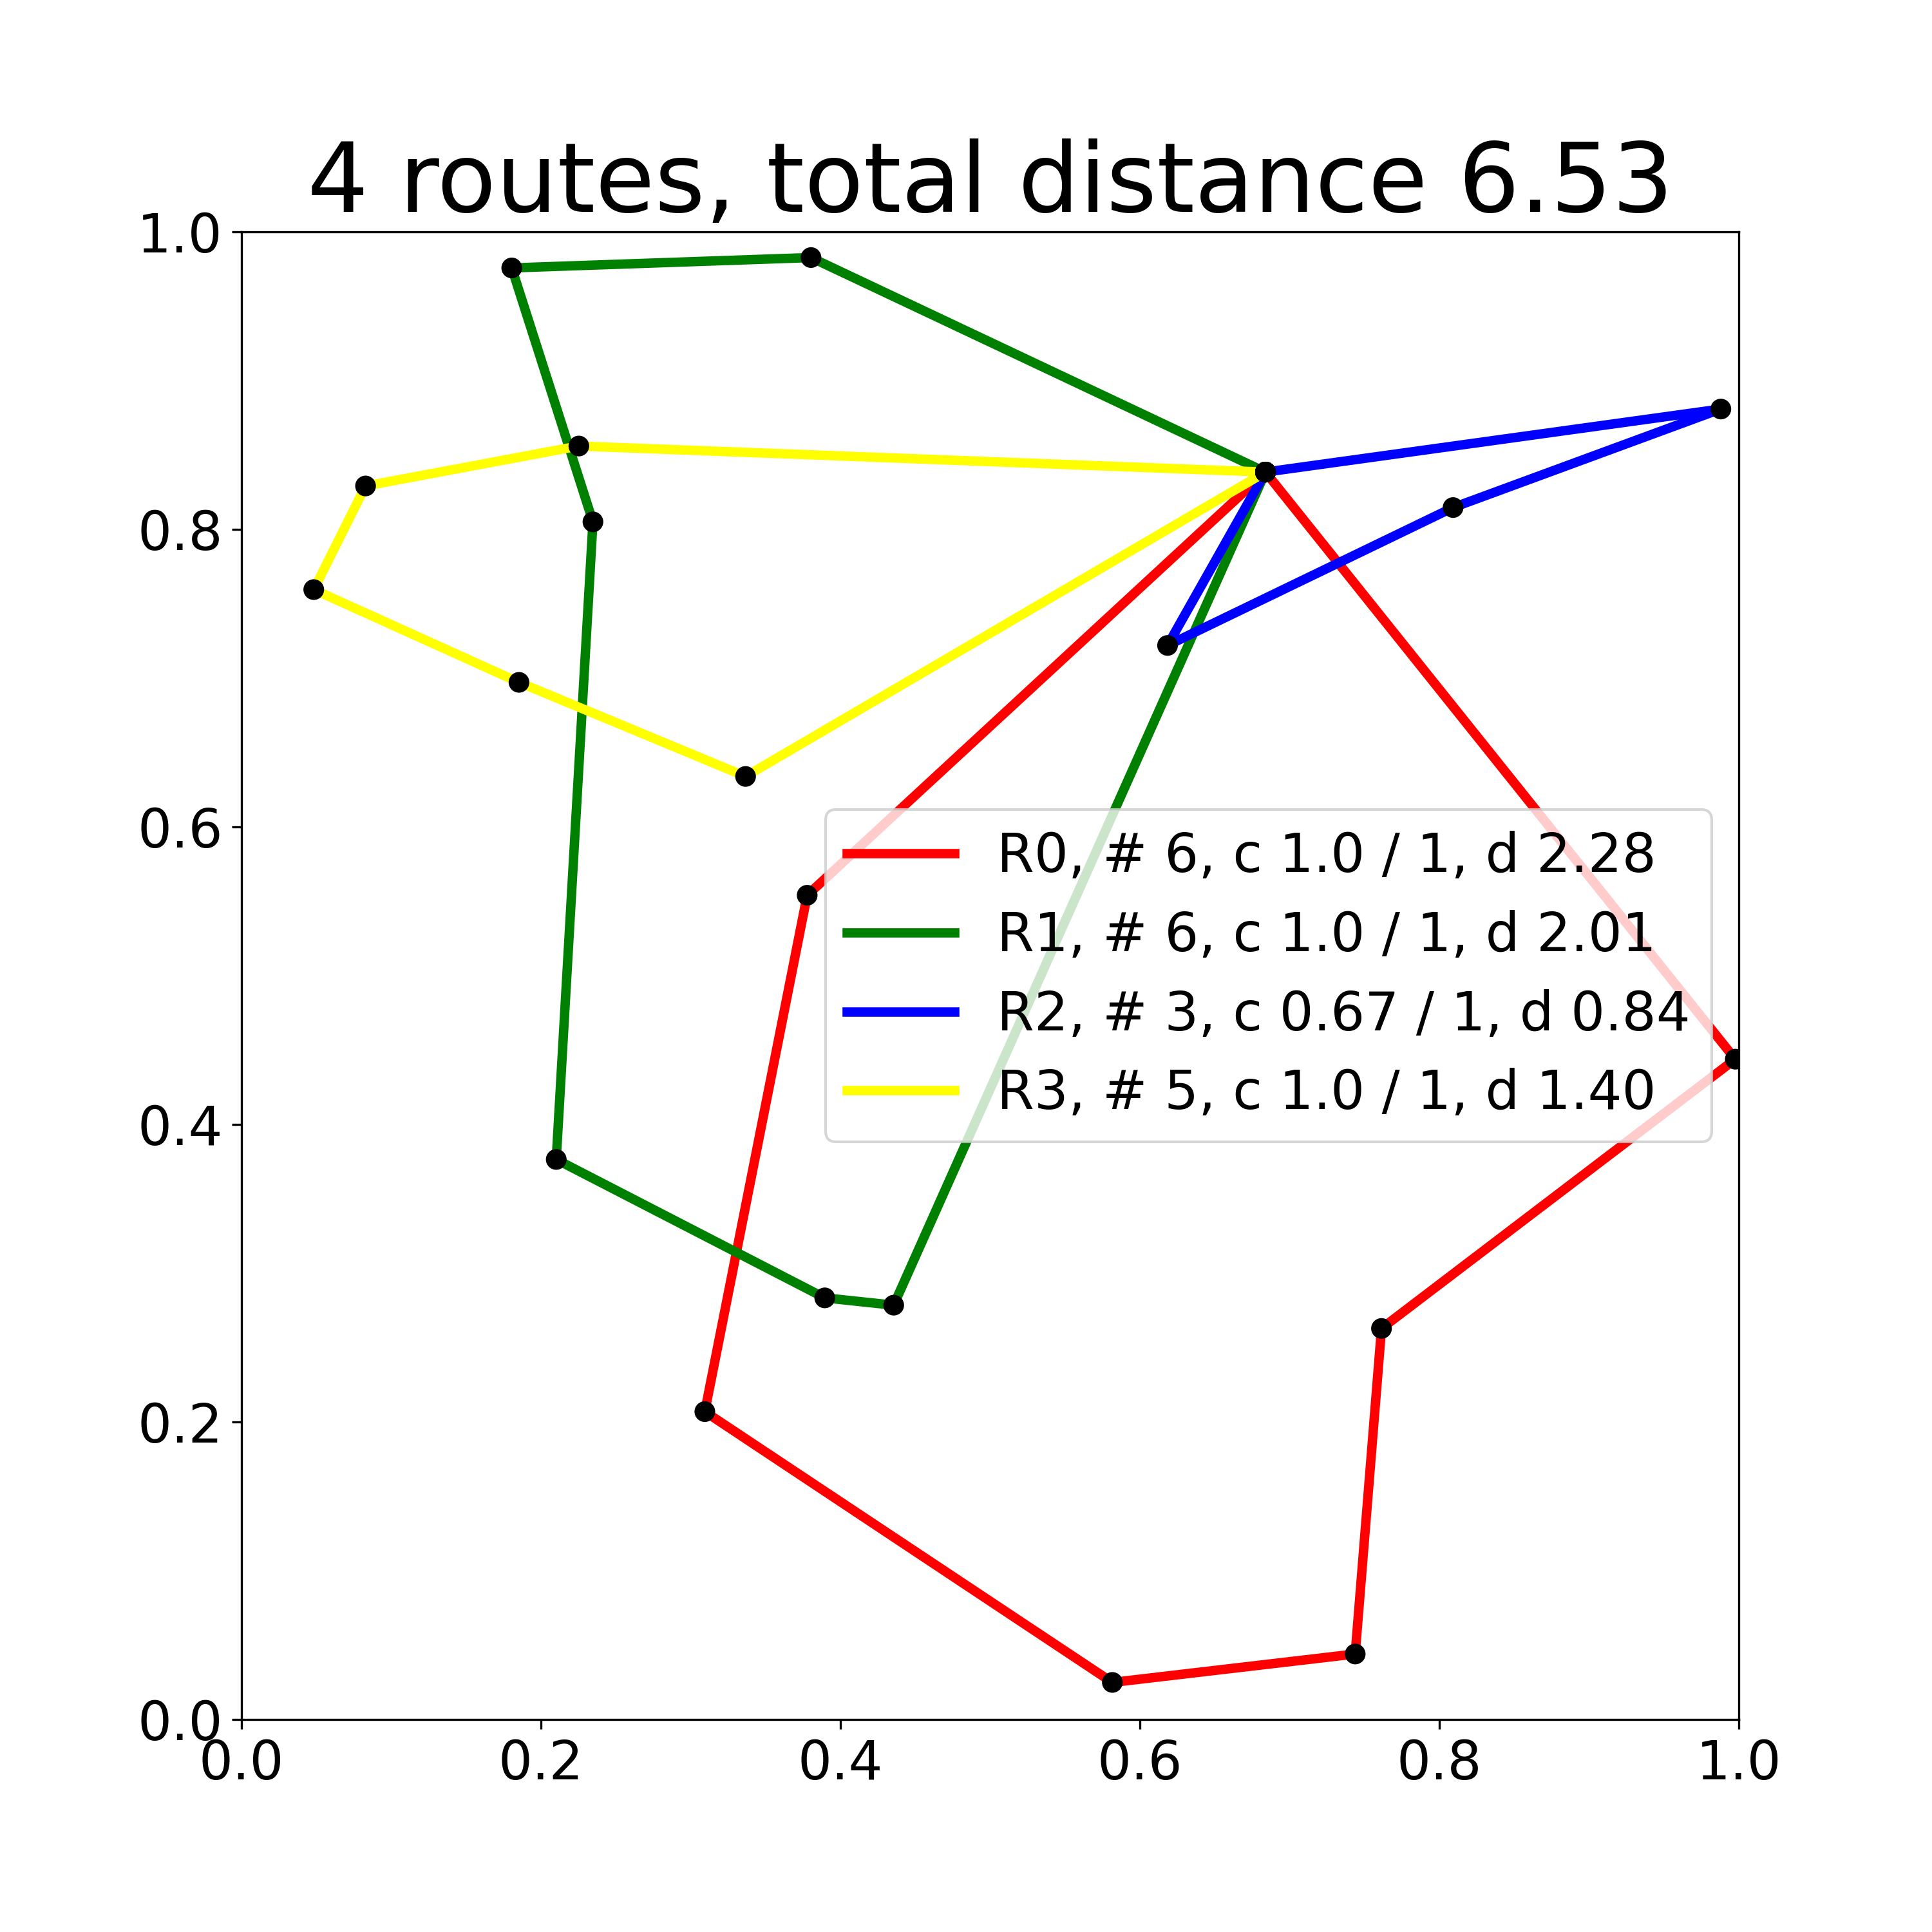 4 routes, total distance 6.53
1.0
0.8
0.6
0.4
0.2
0.0
R0, # 6, c 1.0 / 1, d 2.28
R1, # 6, c 1.0 / 1, d 2.01
R2, # 3, c 0.67 / 1, d 0.84
R3, # 5, c 1.0 / 1, d 1.40
0.0 0.2 0.4 0.6 0.8 1.0